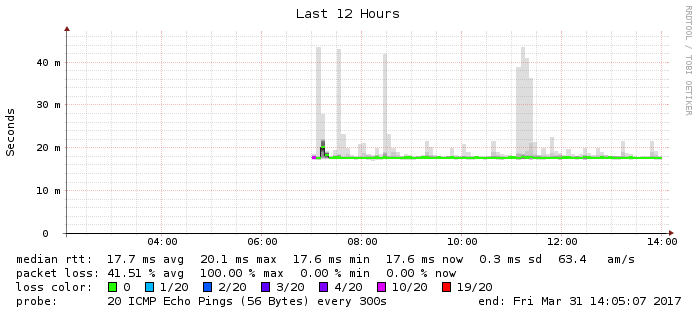 Last 12 Hours
RRDTOOL / TOBI OETIKER
Seconds
40 m
30 m
20 m
10 m
0
04:00 06:00 08:00 10:00 12:00 14:00
median rtt: 17.7 ms avg 20.1 ms max 17.6 ms min 17.6 ms now 0.3 ms sd 63.4 am/s
packet loss: 41.51 % avg 100.00 % max 0.00 % min 0.00 % now
loss color: 0 1/20 2/20 3/20 4/20 10/20 19/20
probe: 20 ICMP Echo Pings (56 Bytes) every 300s end: Fri Mar 31 14:05:07 2017